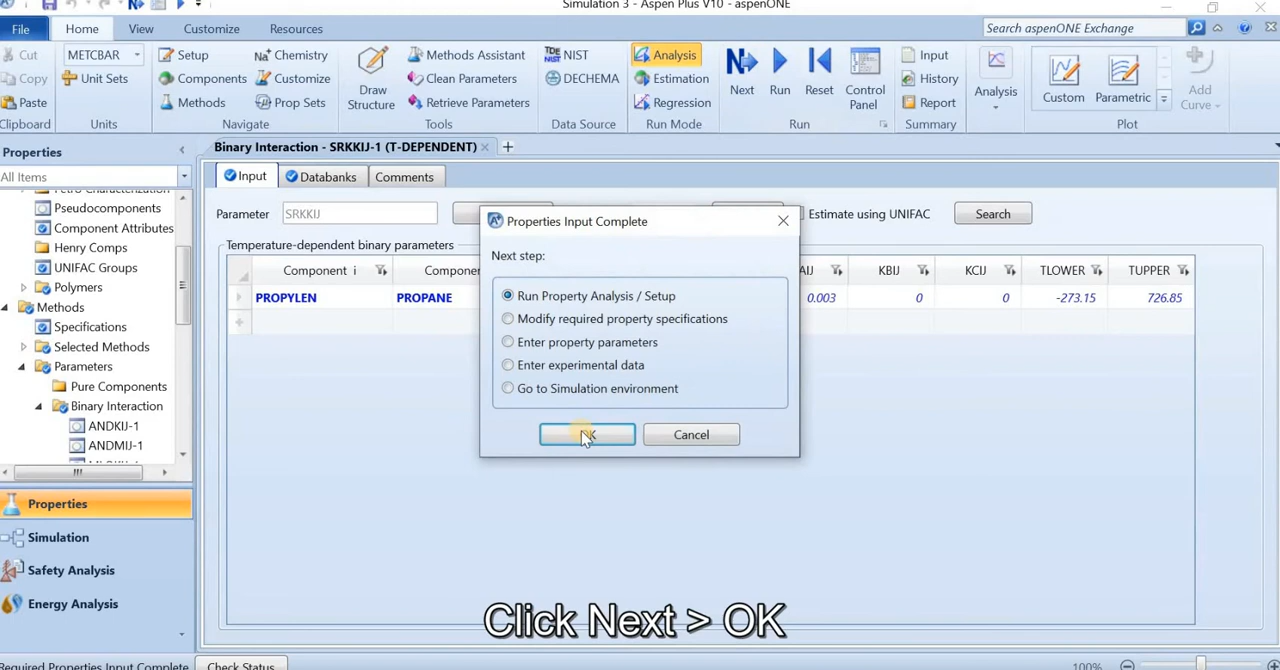 Simulation 3 - Aspen Plus V10 - aspenONE
File Home View Customize Resources Search aspenONE Exchange
Cut METCBAR Setup Chemistry Methods Assistant NIST Analysis Input
Copy Unit Sets Components Customize Draw Structure Clean Parameters DECHEMA Estimation Next Run Reset Control Panel History Analysis Custom Parametric Add Curve
Paste Methods Prop Sets Retrieve Parameters Regression Report
Clipboard Units Navigate Tools Data Source Run Mode Run Summary Plot
Properties Binary Interaction - SRKKIJ-1 (T-DEPENDENT)
All Items Input Databanks Comments
Petro Characterization
Pseudocomponents
Component Attributes
Henry Comps
UNIFAC Groups
Polymers
Methods
Specifications
Selected Methods
Parameters
Pure Components
Binary Interaction
ANDKIJ-1
ANDMIJ-1
Properties
Simulation
Safety Analysis
Energy Analysis
Parameter SRKKIJ Estimate using UNIFAC Search
Temperature-dependent binary parameters
Component i KBIJ KCIJ TLOWER TUPPER
PROPYLEN PROPANE 0.003 0 0 -273.15 726.85
Properties Input Complete
Next step:
Run Property Analysis / Setup
Modify required property specifications
Enter property parameters
Enter experimental data
Go to Simulation environment
OK Cancel
Click Next > OK
Required Properties Input Complete Check Status 100%